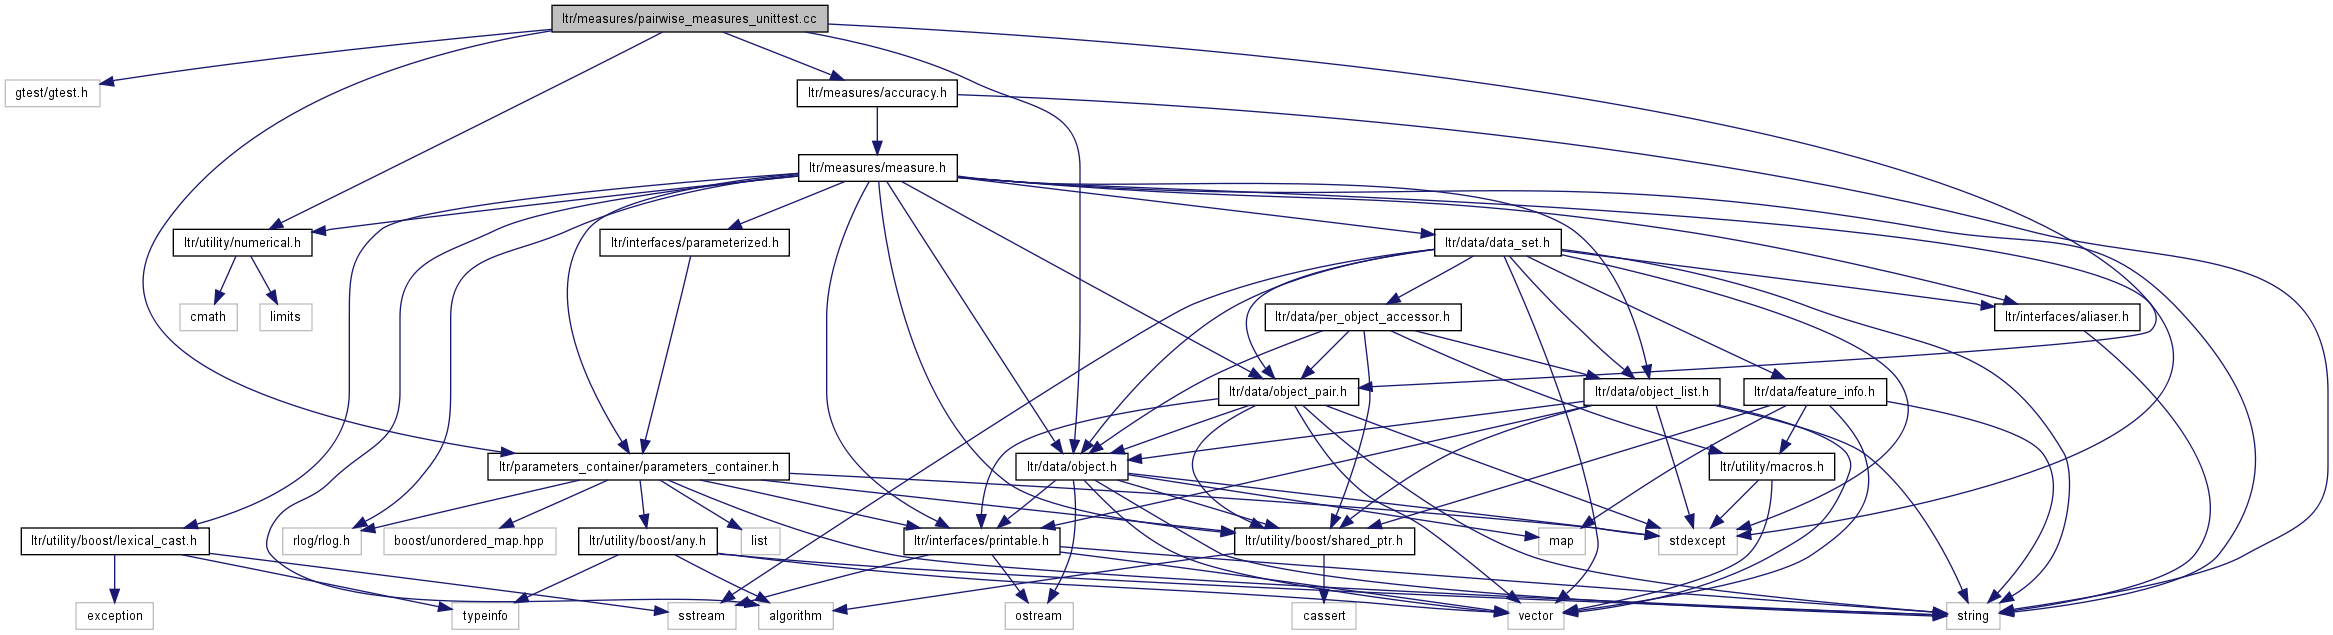 ltr/measures/pairwise_measures_unittest.cc
gtest/gtest.h
ltr/measures/accuracy.h
ltr/measures/measure.h
ltr/utility/numerical.h
ltr/interfaces/parameterized.h
ltr/data/data_set.h
cmath
limits
ltr/data/per_object_accessor.h
ltr/interfaces/aliaser.h
ltr/data/object_pair.h
ltr/data/object_list.h
ltr/data/feature_info.h
ltr/parameters_container/parameters_container.h
ltr/data/object.h
ltr/utility/macros.h
ltr/utility/boost/lexical_cast.h
rlog/rlog.h
boost/unordered_map.hpp
ltr/utility/boost/any.h
list
ltr/interfaces/printable.h
ltr/utility/boost/shared_ptr.h
map
stdexcept
exception
typeinfo
sstream
algorithm
ostream
cassert
vector
string